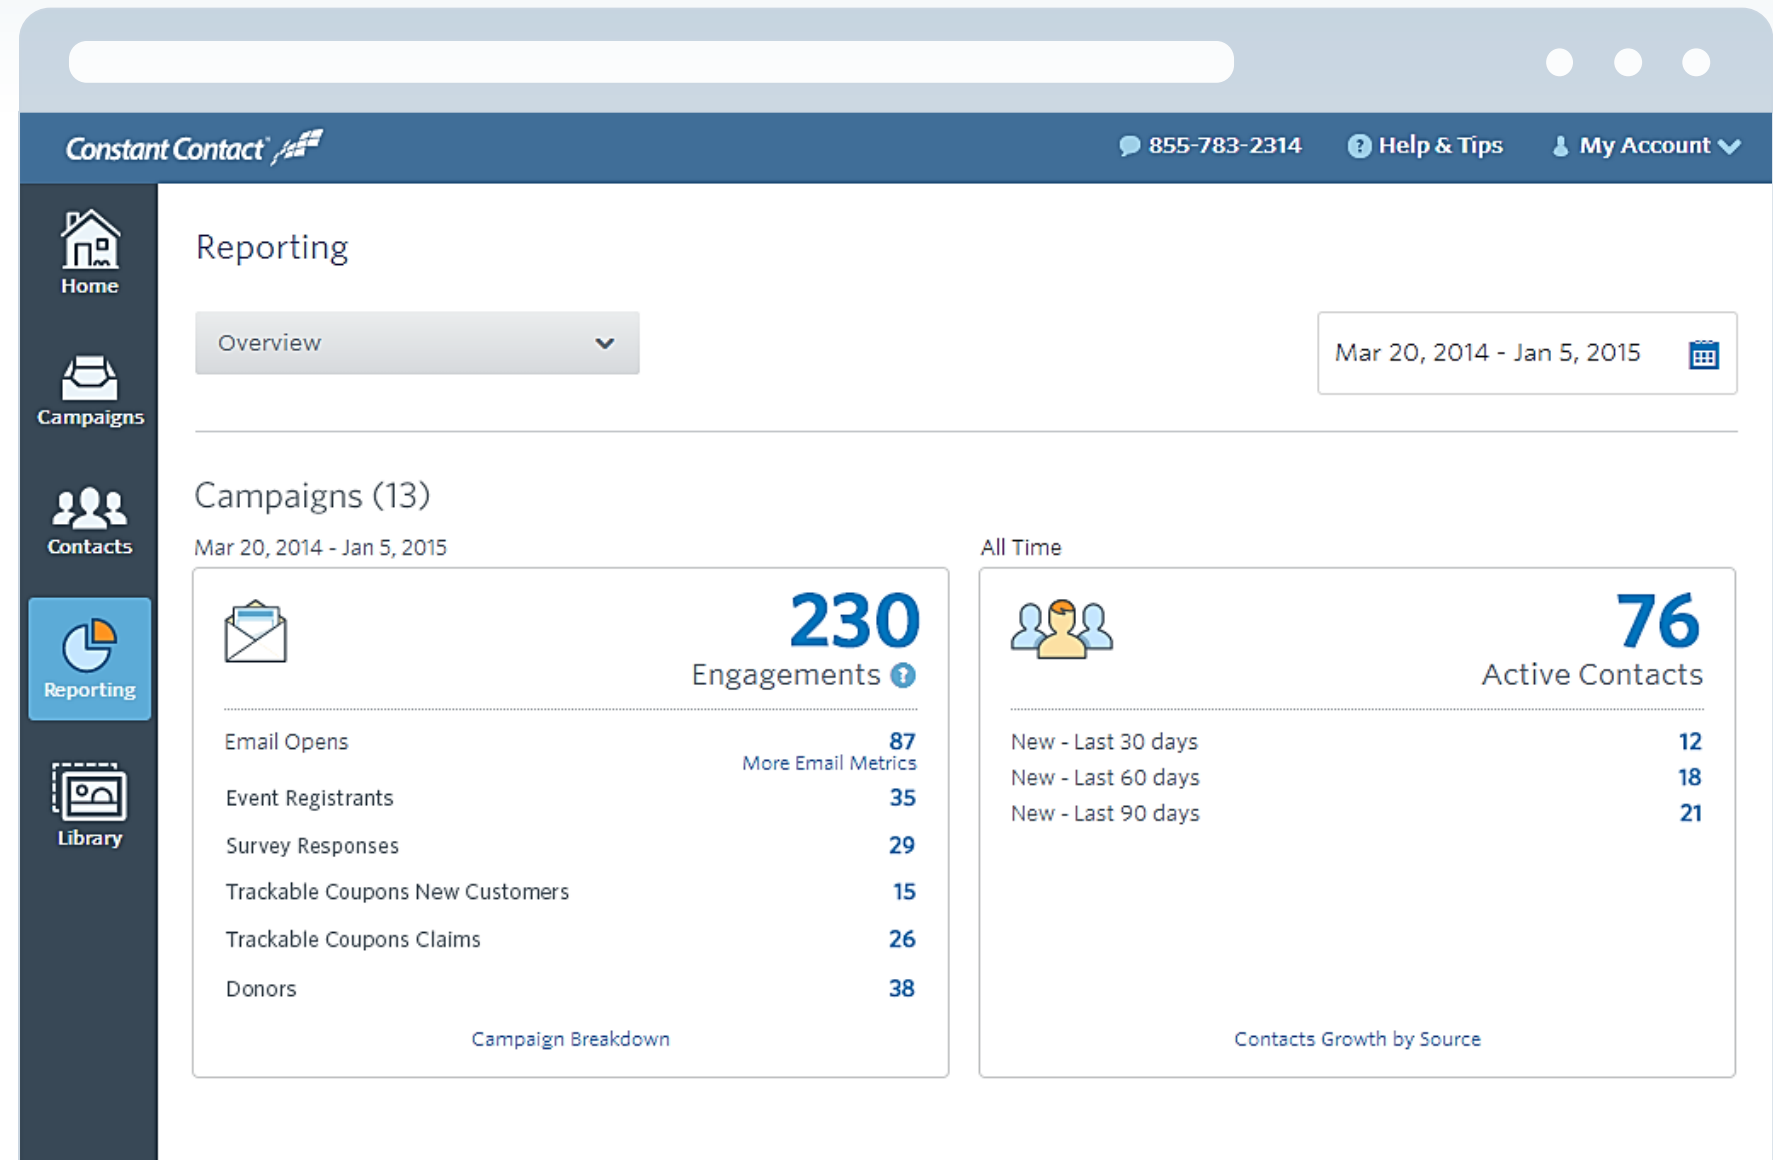 Constant Contact
855-783-2314
Help & Tips
My Account
Home
Campaigns
Contacts
Reporting
Library
Reporting
Overview
Mar 20, 2014 - Jan 5, 2015
Campaigns (13)
Mar 20, 2014 - Jan 5, 2015
230
Engagements ?
Email Opens 87
More Email Metrics
Event Registrants 35
Survey Responses 29
Trackable Coupons New Customers 15
Trackable Coupons Claims 26
Donors 38
Campaign Breakdown
All Time
76
Active Contacts
New - Last 30 days 12
New - Last 60 days 18
New - Last 90 days 21
Contacts Growth by Source